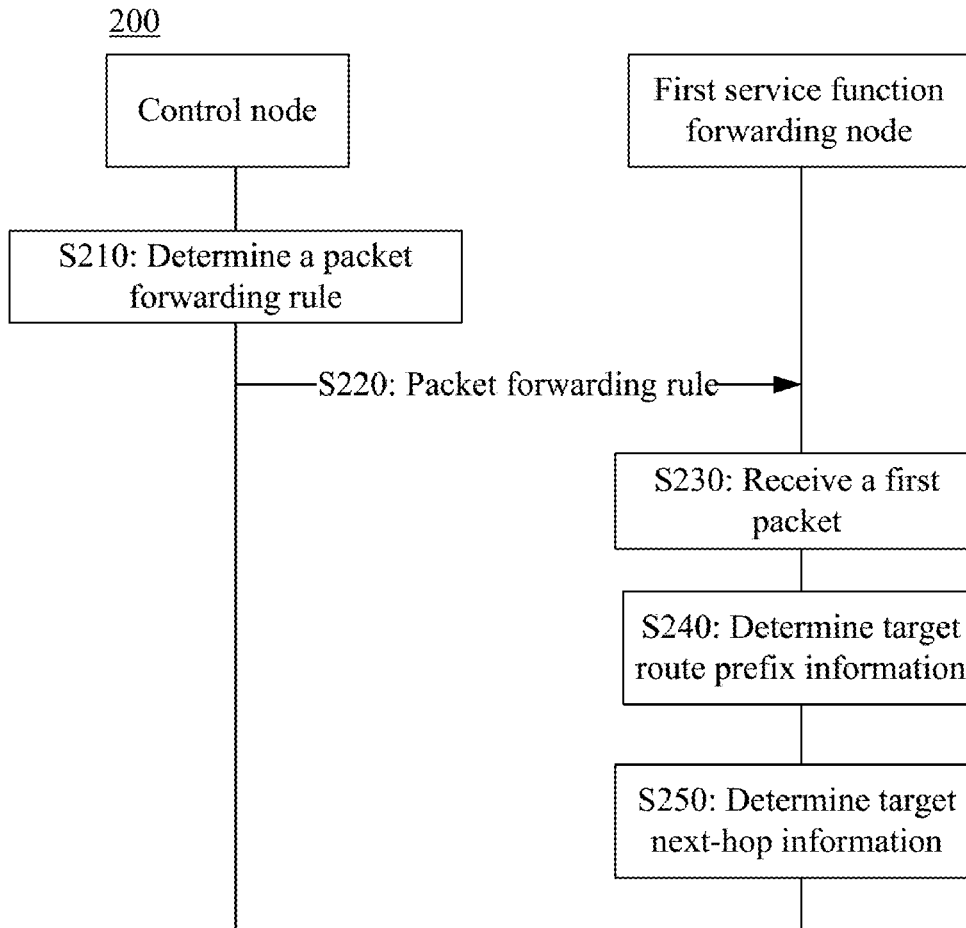 200
Control node
First service function
forwarding node
S210: Determine a packet
forwarding rule
S220: Packet forwarding rule
S230: Receive a first
packet
S240: Determine target
route prefix information
S250: Determine target
next-hop information